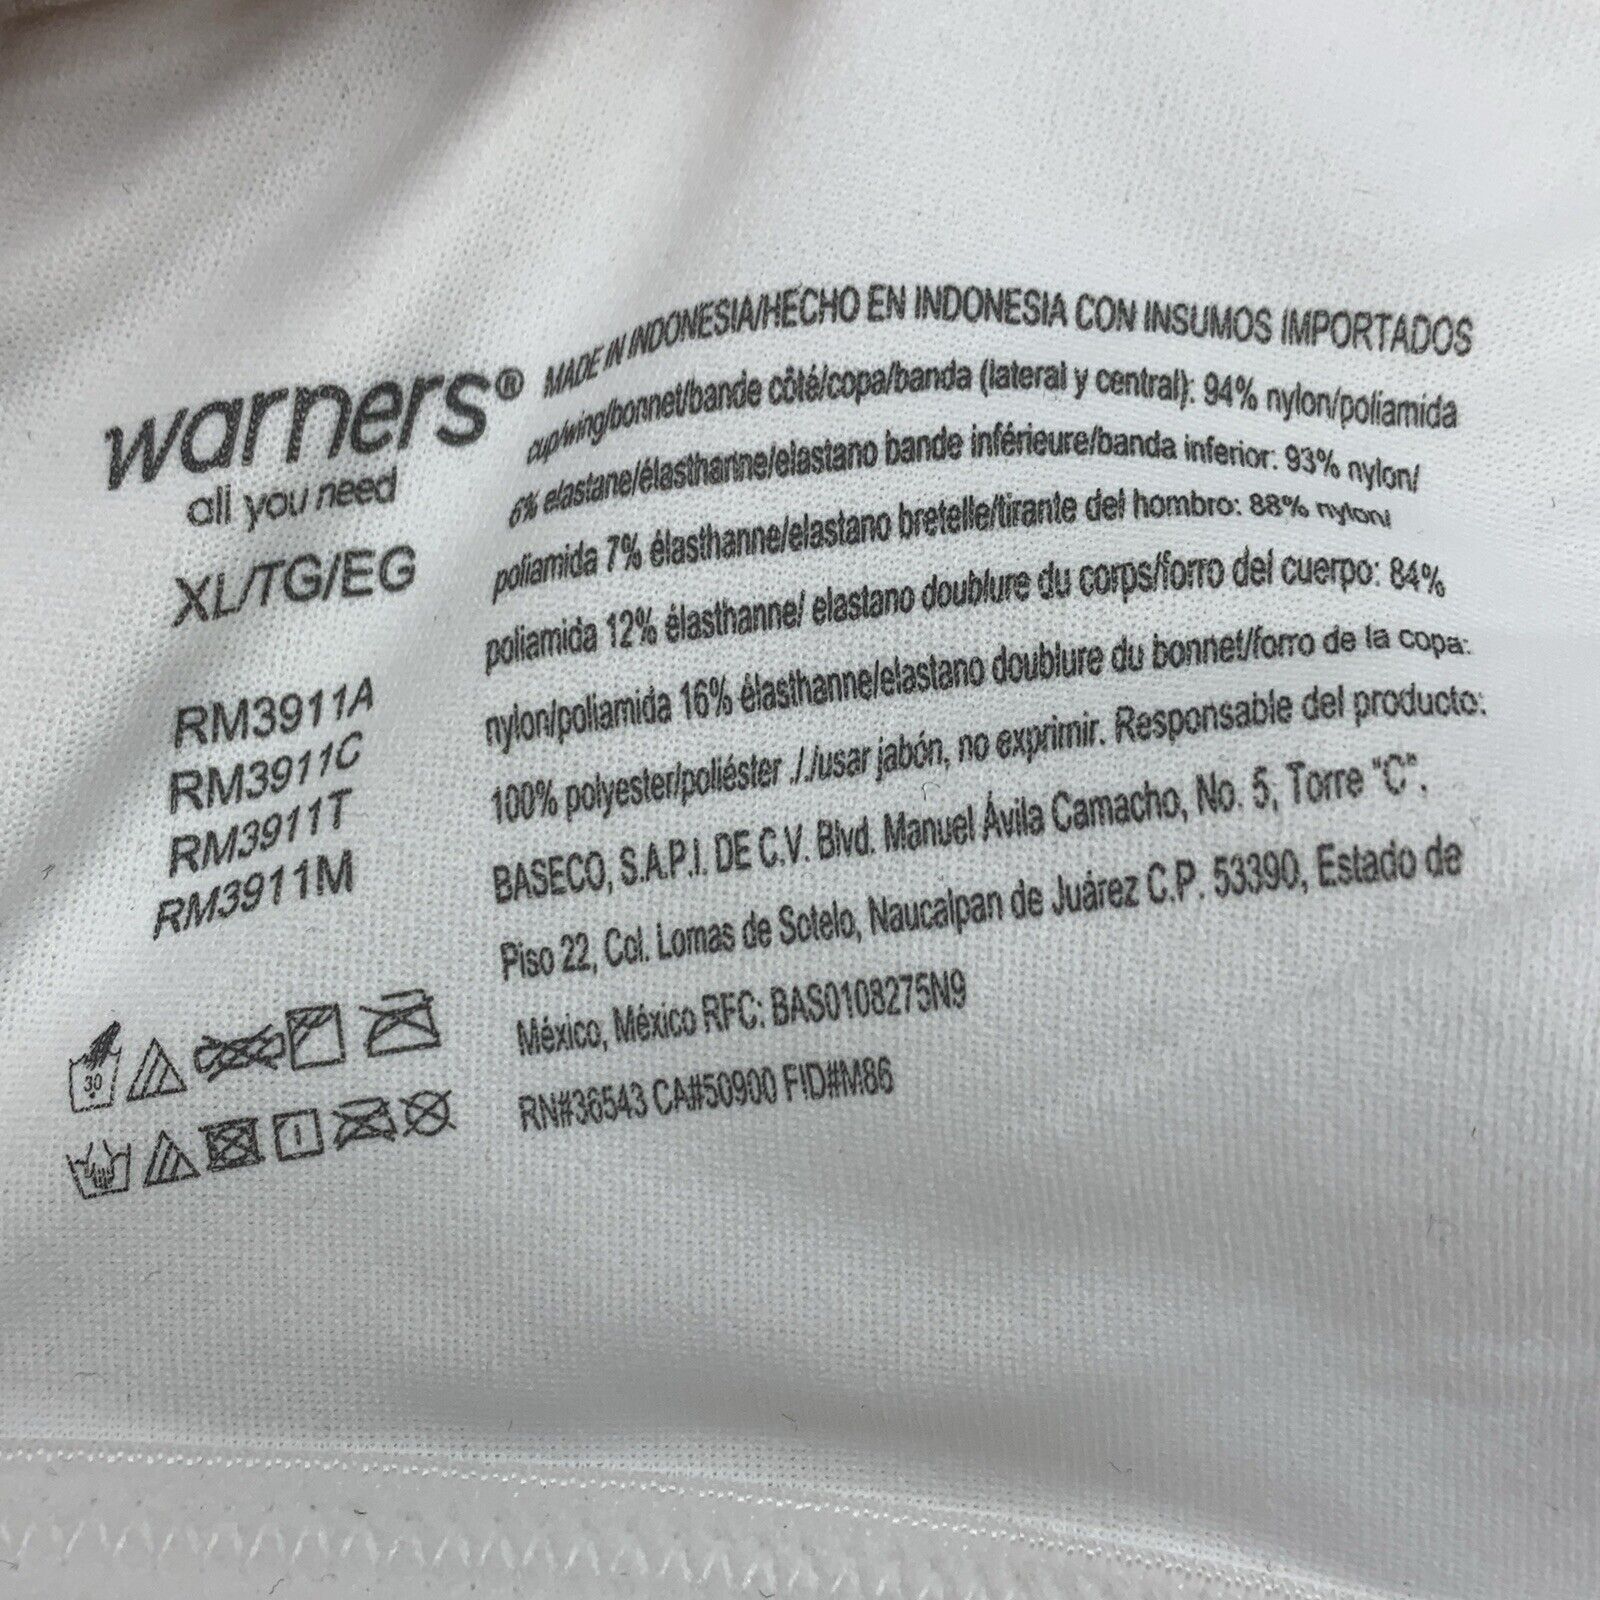 warners®
all you need
XL/TG/EG
RM3911A
RM3911C
RM3911T
RM3911M
30
MADE IN INDONESIA/HECHO EN INDONESIA CON INSUMOS IMPORTADOS
cup/wing/bonnet/bande côté/copa/banda (lateral y central): 94% nylon/poliamida
6% elastane/élasthanne/elastano bande inférieure/banda inferior: 93% nylon/
poliamida 7% élasthanne/elastano bretelle/tirante del hombro: 88% nylon/
poliamida 12% élasthanne/ elastano doublure du corps/forro del cuerpo: 84%
nylon/poliamida 16% élasthanne/elastano doublure du bonnet/forro de la copa:
100% polyester/poliéster ././usar jabón, no exprimir. Responsable del producto:
BASECO, S.A.P.I. DE C.V. Blvd. Manuel Ávila Camacho, No. 5, Torre "C",
Piso 22, Col. Lomas de Sotelo, Naucalpan de Juárez C.P. 53390, Estado de
México, México RFC: BAS0108275N9
RN#36543 CA#50900 FID#M86